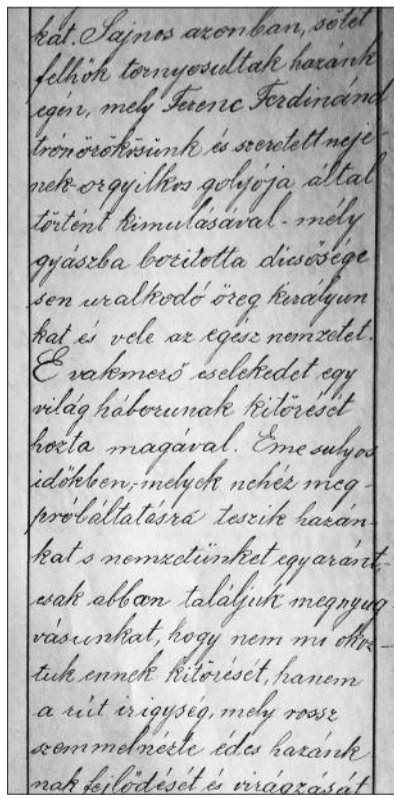 kat. Sajnos azonban, sötét
felhők tornyosultak hazánk
egén, mely Ferenc Ferdinánd
trónörökösünk és szeretett nejé-
nek-orgyilkos golyója által
történt kimulásával - mély
gyászba boritotta dicsősége
sen uralkodó öreg királyun
kat és vele az egész nemzetet.
E vakmerő cselekedet egy
világháborunak kitörését
hozta magával. Eme sulyos
időkben,-melyek nehéz meg-
próbáltatásra teszik hazán-
kat s nemzetünket egyaránt,-
csak abban találjuk megnyug
vásunkat, hogy nem mi okoz-
tuk ennek kitörését, hanem
a rút irigység, mely rossz
szemmelnézte édes hazánk
nak fejlődését és virágzását